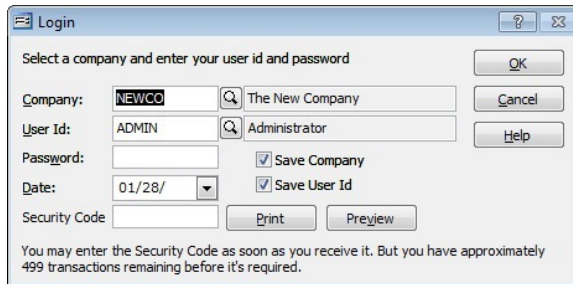 Login
Select a company and enter your user id and password
OK
Company: NEWCO The New Company
Cancel
User Id: ADMIN Administrator
Help
Password: Save Company
Date: 01/28/ Save User Id
Security Code Print Preview
You may enter the Security Code as soon as you receive it. But you have approximately
499 transactions remaining before it's required.